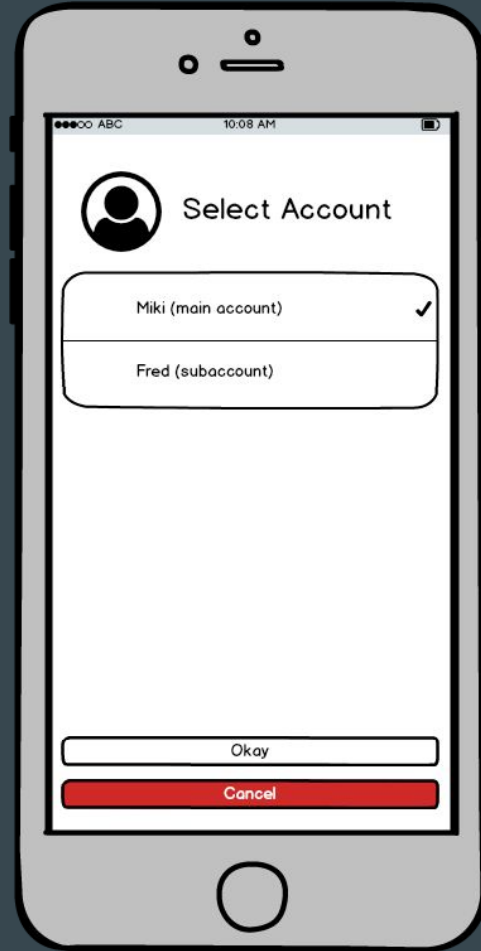 ABC 10:08 AM
Select Account
Miki (main account)
Fred (subaccount)
Okay
Cancel